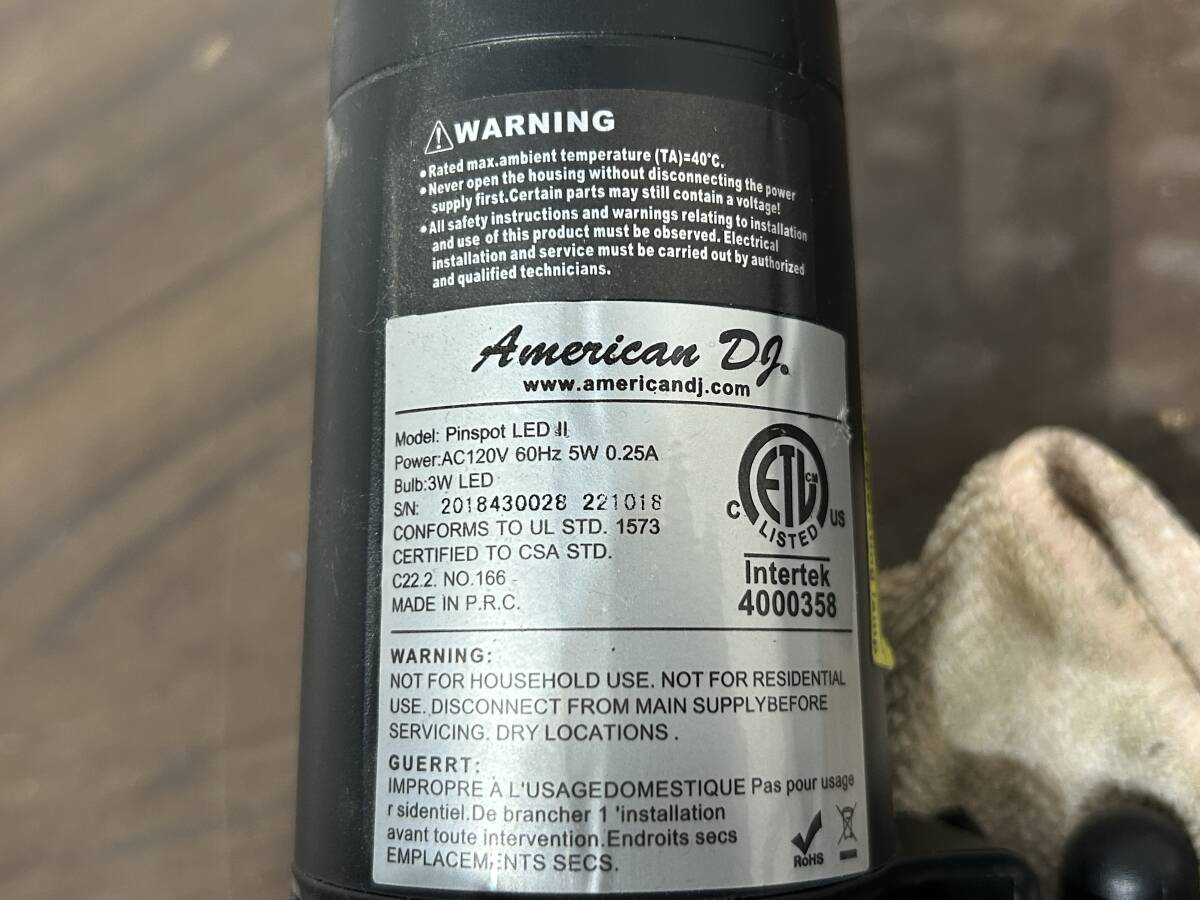 WARNING
•Rated max.ambient temperature (TA)=40°C.
•Never open the housing without disconnecting the power
supply first.Certain parts may still contain a voltage!
•All safety instructions and warnings relating to installation
and use of this product must be observed. Electrical
installation and service must be carried out by authorized
and qualified technicians.
American DJ®
www.americandj.com
Model: Pinspot LED II
Power:AC120V 60Hz 5W 0.25A
Bulb:3W LED
S/N: 2018430028 221018
CONFORMS TO UL STD. 1573
CERTIFIED TO CSA STD.
C22.2. NO.166
MADE IN P.R.C.
ETL CM
C US
LISTED
Intertek
4000358
WARNING:
NOT FOR HOUSEHOLD USE. NOT FOR RESIDENTIAL
USE. DISCONNECT FROM MAIN SUPPLYBEFORE
SERVICING. DRY LOCATIONS .
GUERRT:
IMPROPRE À L'USAGEDOMESTIQUE Pas pour usage
r sidentiel.De brancher 1 'installation
avant toute intervention.Endroits secs
EMPLACEMENTS SECS.
RoHS